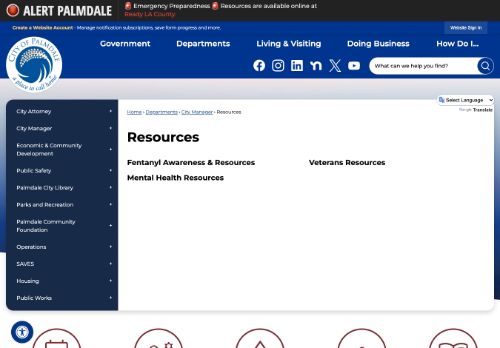 ALERT PALMDALE
🚨 Emergency Preparedness 🚨 Resources are available online at
Ready LA County.
Create a Website Account - Manage notification subscriptions, save form progress and more.
Website Sign In
CITY OF PALMDALE
a place to call home
Government
Departments
Living & Visiting
Doing Business
How Do I...
What can we help you find?
Select Language
Google Translate
City Attorney +
City Manager +
Economic & Community
Development +
Public Safety +
Palmdale City Library +
Parks and Recreation +
Palmdale Community
Foundation +
Operations +
SAVES +
Housing +
Public Works +
Home › Departments › City Manager › Resources
Resources
Fentanyl Awareness & Resources
Veterans Resources
Mental Health Resources